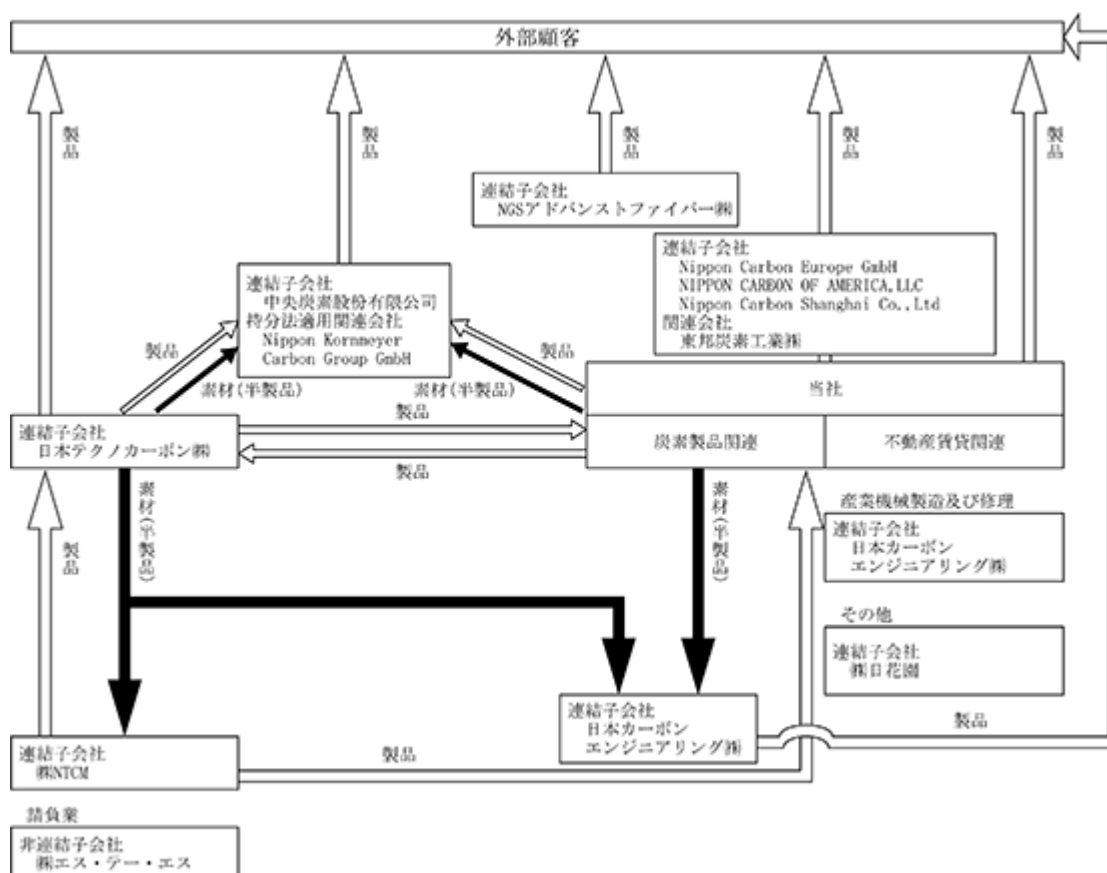 外部顧客
製品
製品
製品
製品
製品
連結子会社
NGSアドバンストファイバー㈱
連結子会社
Nippon Carbon Europe GmbH
NIPPON CARBON OF AMERICA,LLC
Nippon Carbon Shanghai Co.,Ltd
関連会社
東邦炭素工業㈱
連結子会社
中央炭素股份有限公司
持分法適用関連会社
Nippon Kornmeyer
Carbon Group GmbH
製品
製品
素材(半製品)
素材(半製品)
当社
炭素製品関連
不動産賃貸関連
連結子会社
日本テクノカーボン㈱
製品
製品
製品
素材(半製品)
素材(半製品)
産業機械製造及び修理
連結子会社
日本カーボン
エンジニアリング㈱
その他
連結子会社
㈱日花園
連結子会社
日本カーボン
エンジニアリング㈱
製品
連結子会社
㈱NTCM
製品
請負業
非連結子会社
㈱エス・テー・エス